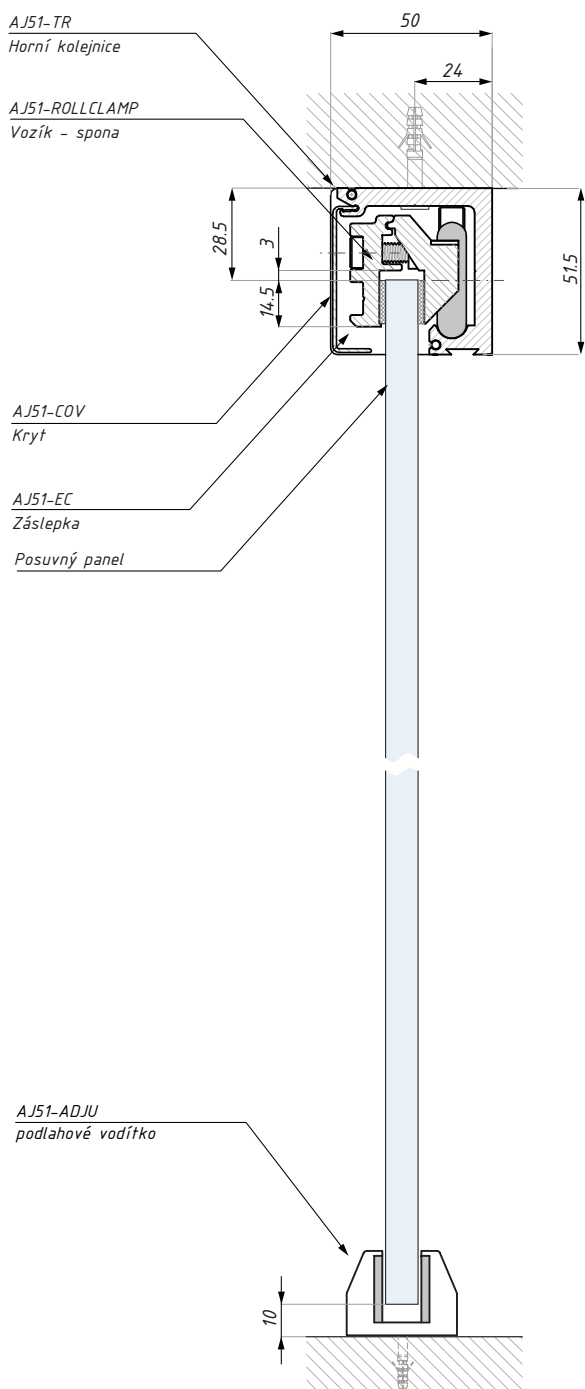 AJ51-TR
Horní kolejnice
50
24
AJ51-ROLLCLAMP
Vozík - spona
28.5
3
14.5
51.5
AJ51-COV
Kryt
AJ51-EC
Záslepka
Posuvný panel
AJ51-ADJU
podlahové vodítko
10